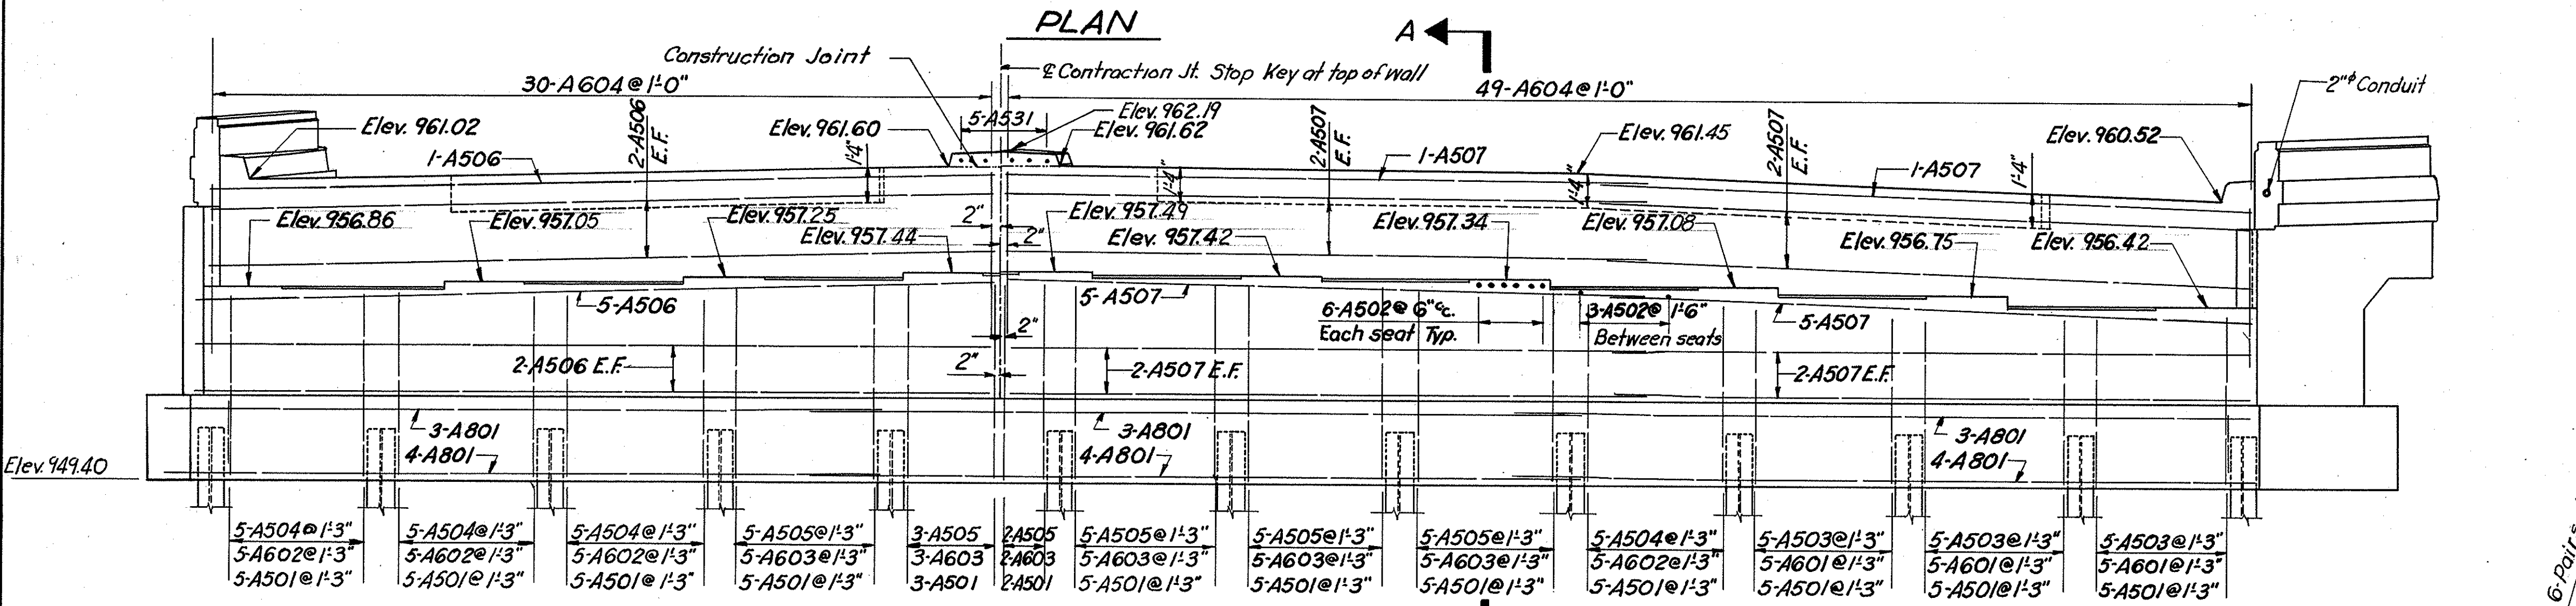 PLAN
A
Construction Joint
℄ Contraction Jt. Stop Key at top of wall
30-A604@1'-0"
49-A604@1'-0"
2"ø Conduit
Elev. 961.02
2-A506 E.F.
Elev. 961.60
5-A531
Elev. 962.19
Elev. 961.62
2-A507 E.F.
Elev. 961.45
2-A507 E.F.
Elev. 960.52
1-A506
1'-4"
1'-4"
1-A507
1'-4"
1-A507
1'-4"
Elev. 956.86
Elev. 957.05
Elev. 957.25
Elev. 957.44
2"
2"
Elev. 957.49
Elev. 957.42
Elev. 957.34
Elev. 957.08
Elev. 956.75
Elev. 956.42
5-A506
5-A507
6-A502@6"c.c.
Each seat Typ.
3-A502@ 1'-6"
Between seats
5-A507
2"
2-A506 E.F.
2"
2-A507 E.F.
2-A507 E.F.
3-A801
4-A801
3-A801
4-A801
3-A801
4-A801
Elev. 949.40
5-A504@1'-3" 5-A504@1'-3" 5-A504@1'-3" 5-A505@1'-3" 3-A505 2-A505 5-A505@1'-3" 5-A505@1'-3" 5-A505@1'-3" 5-A504@1'-3" 5-A503@1'-3" 5-A503@1'-3" 5-A503@1'-3"
5-A602@1'-3" 5-A602@1'-3" 5-A602@1'-3" 5-A603@1'-3" 3-A603 2-A603 5-A603@1'-3" 5-A603@1'-3" 5-A603@1'-3" 5-A602@1'-3" 5-A601@1'-3" 5-A601@1'-3" 5-A601@1'-3"
5-A501@1'-3" 5-A501@1'-3" 5-A501@1'-3" 5-A501@1'-3" 3-A501 2-A501 5-A501@1'-3" 5-A501@1'-3" 5-A501@1'-3" 5-A501@1'-3" 5-A501@1'-3" 5-A501@1'-3" 5-A501@1'-3"
6-Pairs